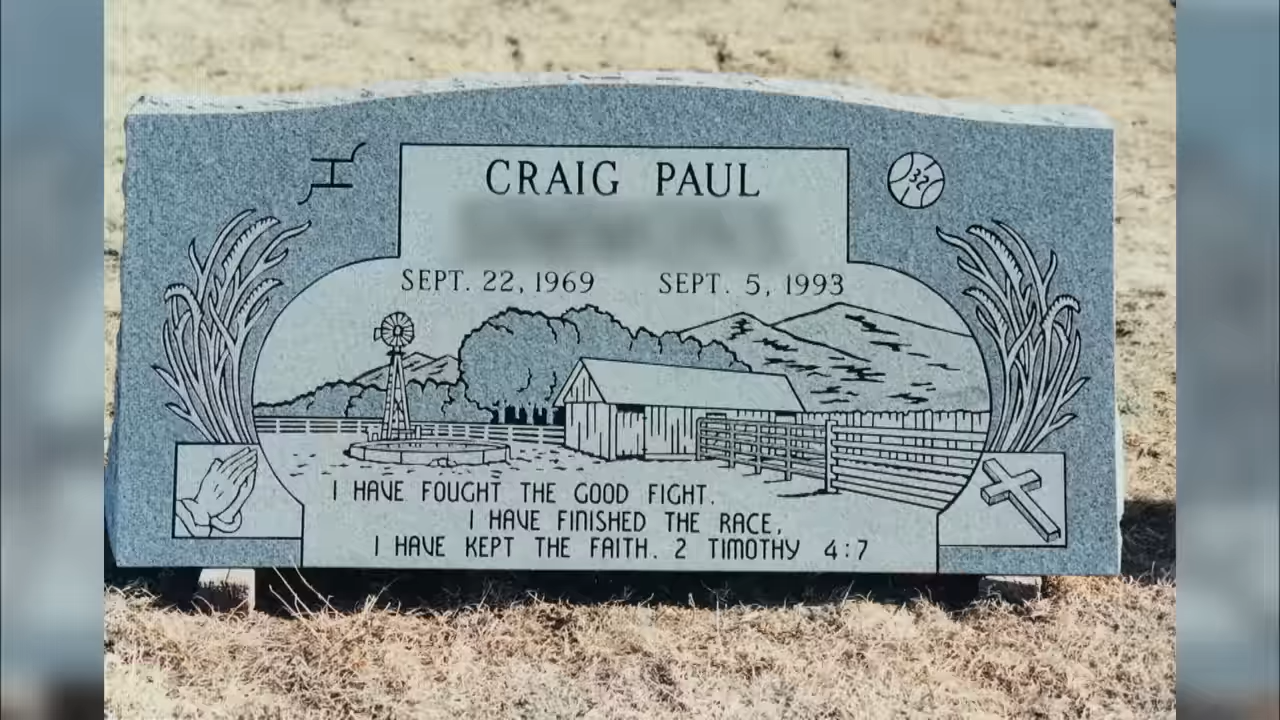 CRAIG PAUL
32
SEPT. 22, 1969 SEPT. 5, 1993
I HAVE FOUGHT THE GOOD FIGHT.
I HAVE FINISHED THE RACE,
I HAVE KEPT THE FAITH. 2 TIMOTHY 4:7